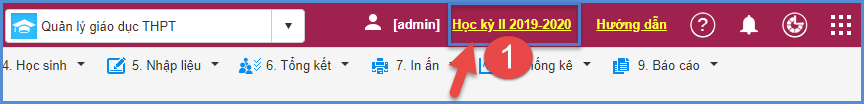 Quản lý giáo dục THPT [admin] Học kỳ II 2019-2020 Hướng dẫn ?
4. Học sinh 5. Nhập liệu 6. Tổng kết 7. In ấn 1 ống kê 9. Báo cáo